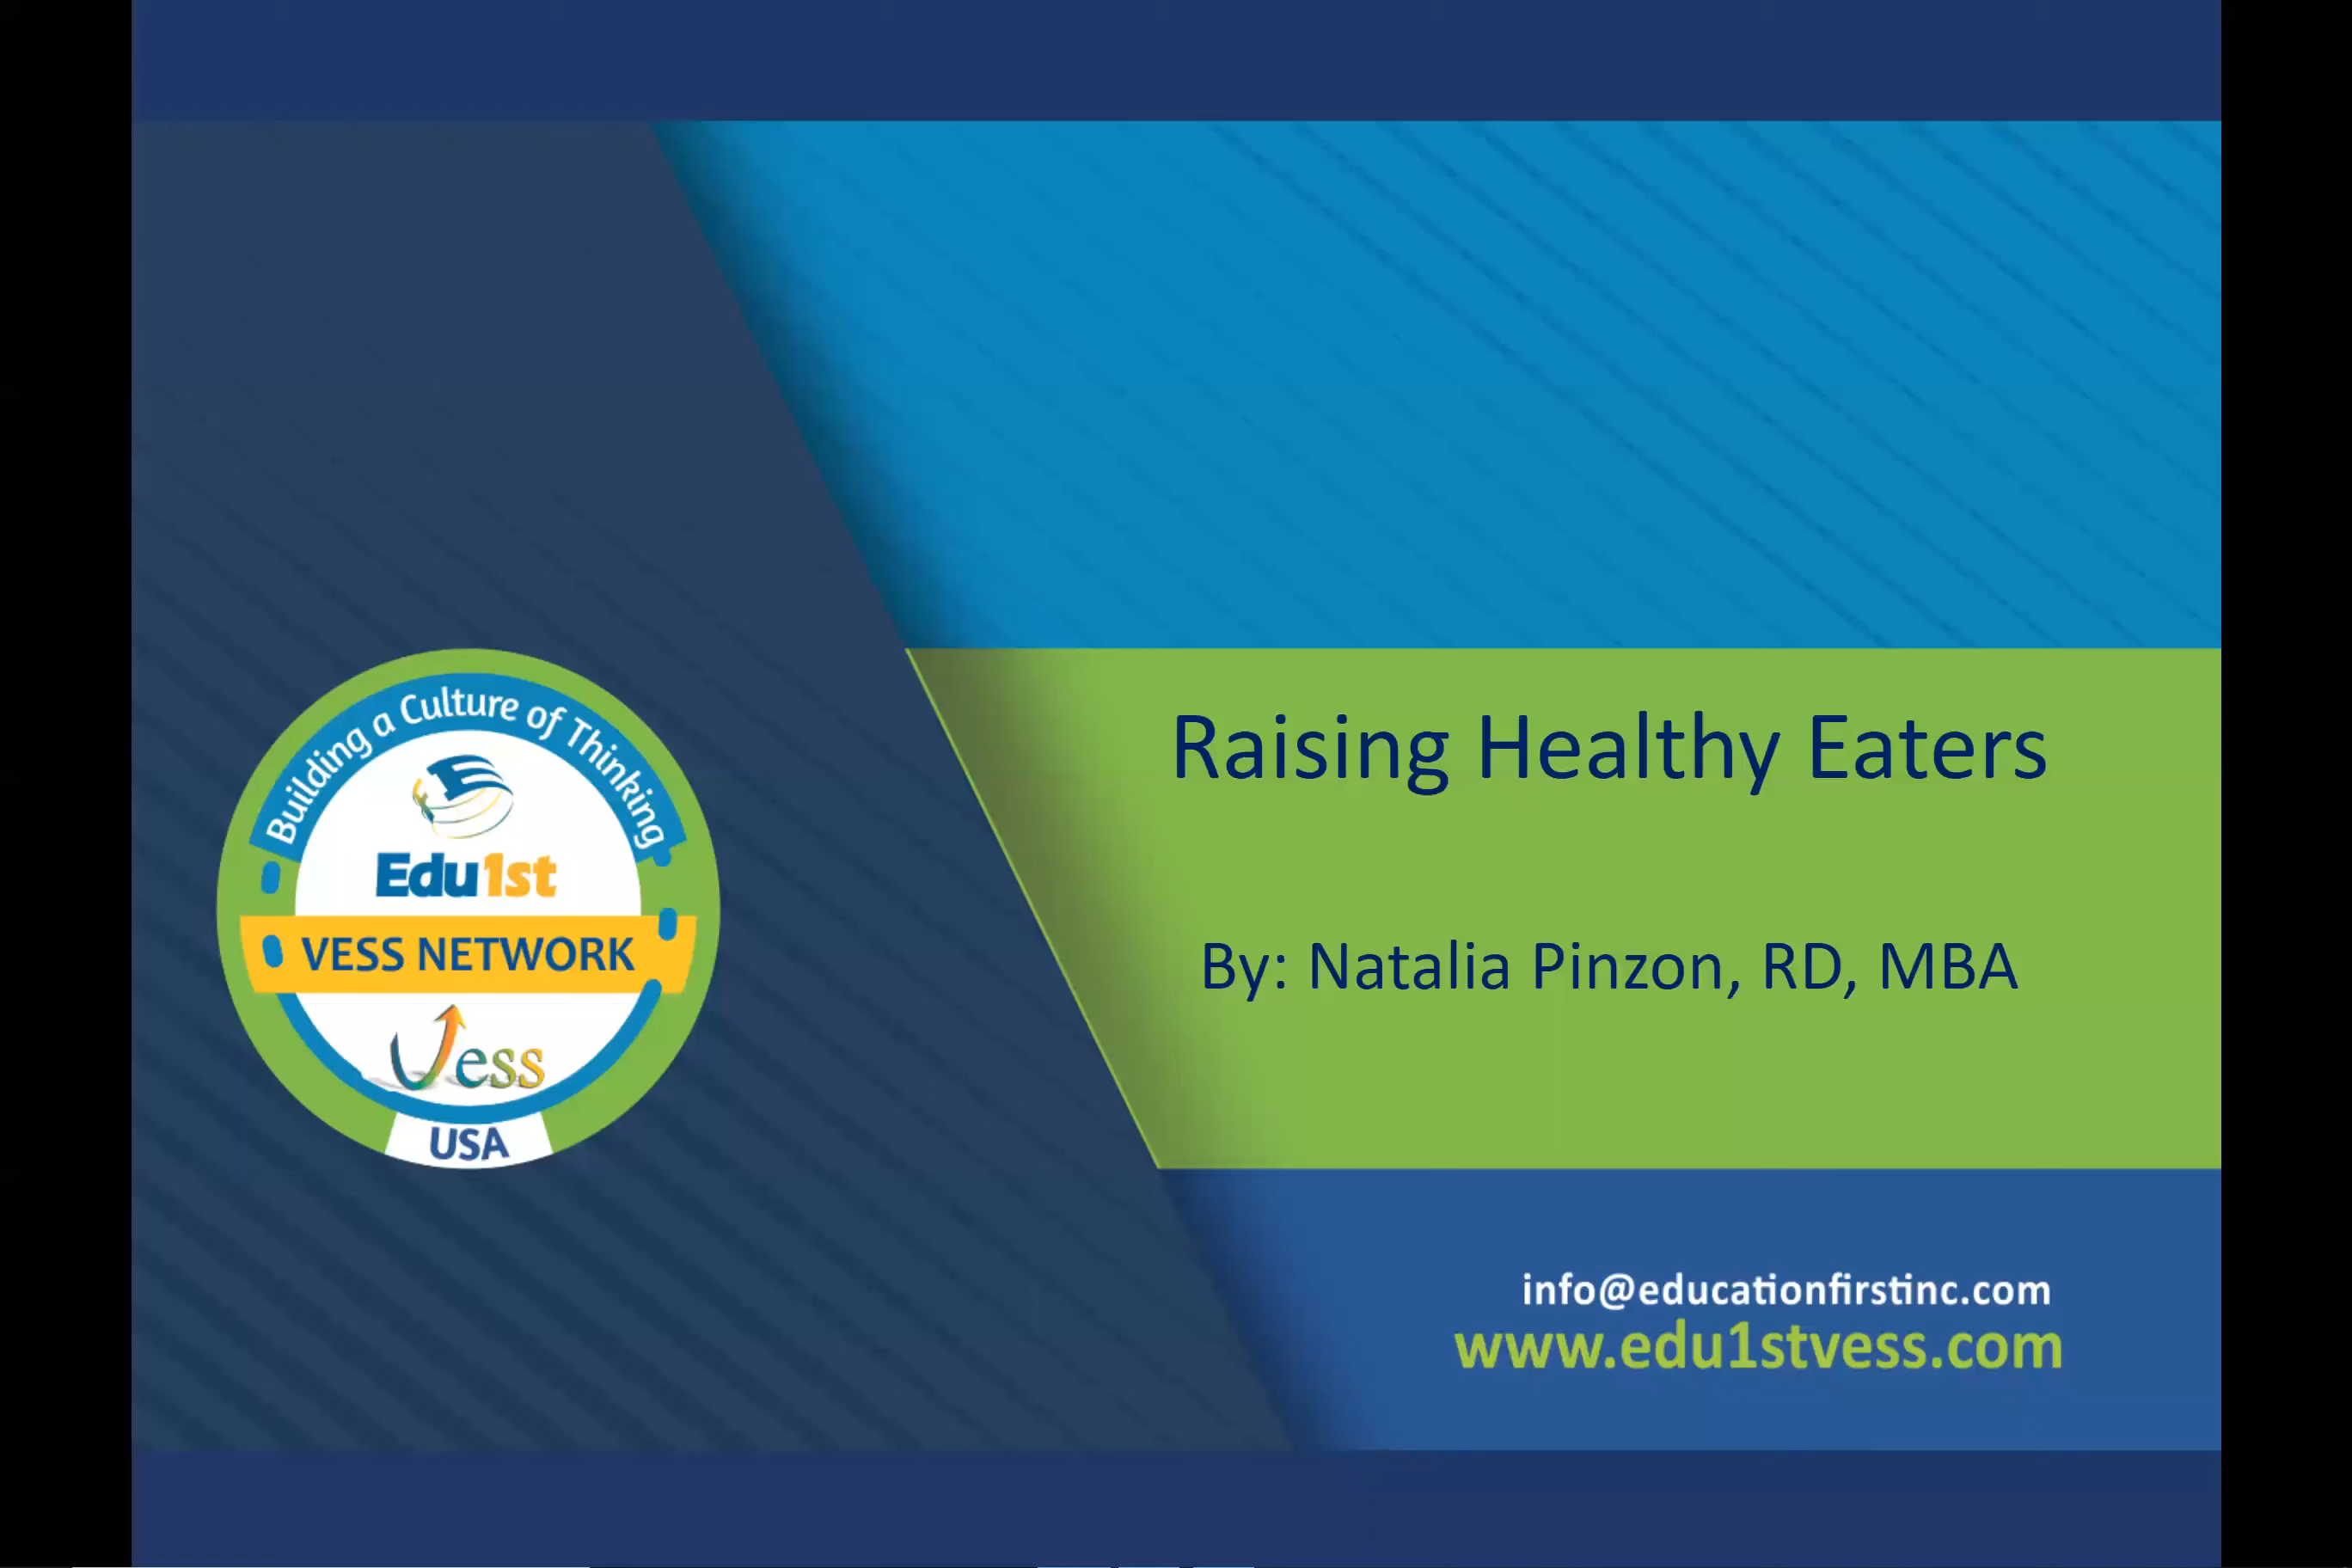 Building a Culture of Thinking
Edu1st
VESS NETWORK
Vess
USA
Raising Healthy Eaters
By: Natalia Pinzon, RD, MBA
info@educationfirstinc.com
www.edu1stvess.com